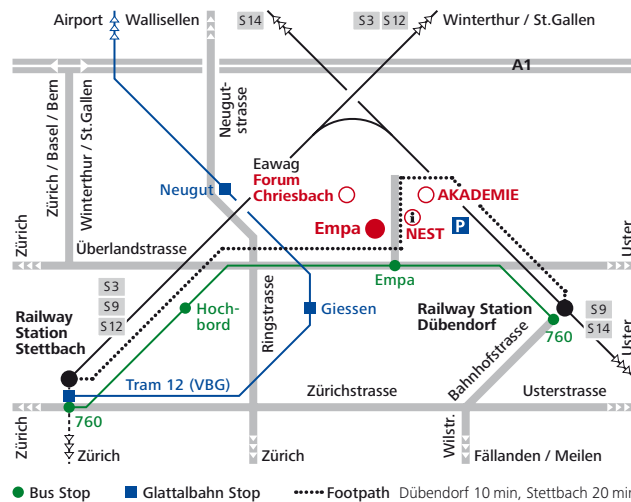 Airport
Wallisellen
S14
S3
S12
Winterthur / St.Gallen
A1
Zürich / Basel / Bern
Winterthur / St.Gallen
Neugut-
strasse
Eawag
Forum
Chriesbach
Neugut
AKADEMIE
Empa
i
NEST
P
Zürich
Überlandstrasse
Uster
Empa
S3
S9
S12
Railway
Station
Stettbach
Hoch-
bord
Ringstrasse
Giessen
Railway Station
Dübendorf
760
S9
S14
Uster
Bahnhofstrasse
Tram 12 (VBG)
Zürichstrasse
Usterstrasse
760
Zürich
Zürich
Zürich
Wilstr.
Fällanden / Meilen
Bus Stop
Glattalbahn Stop
Footpath Dübendorf 10 min, Stettbach 20 min